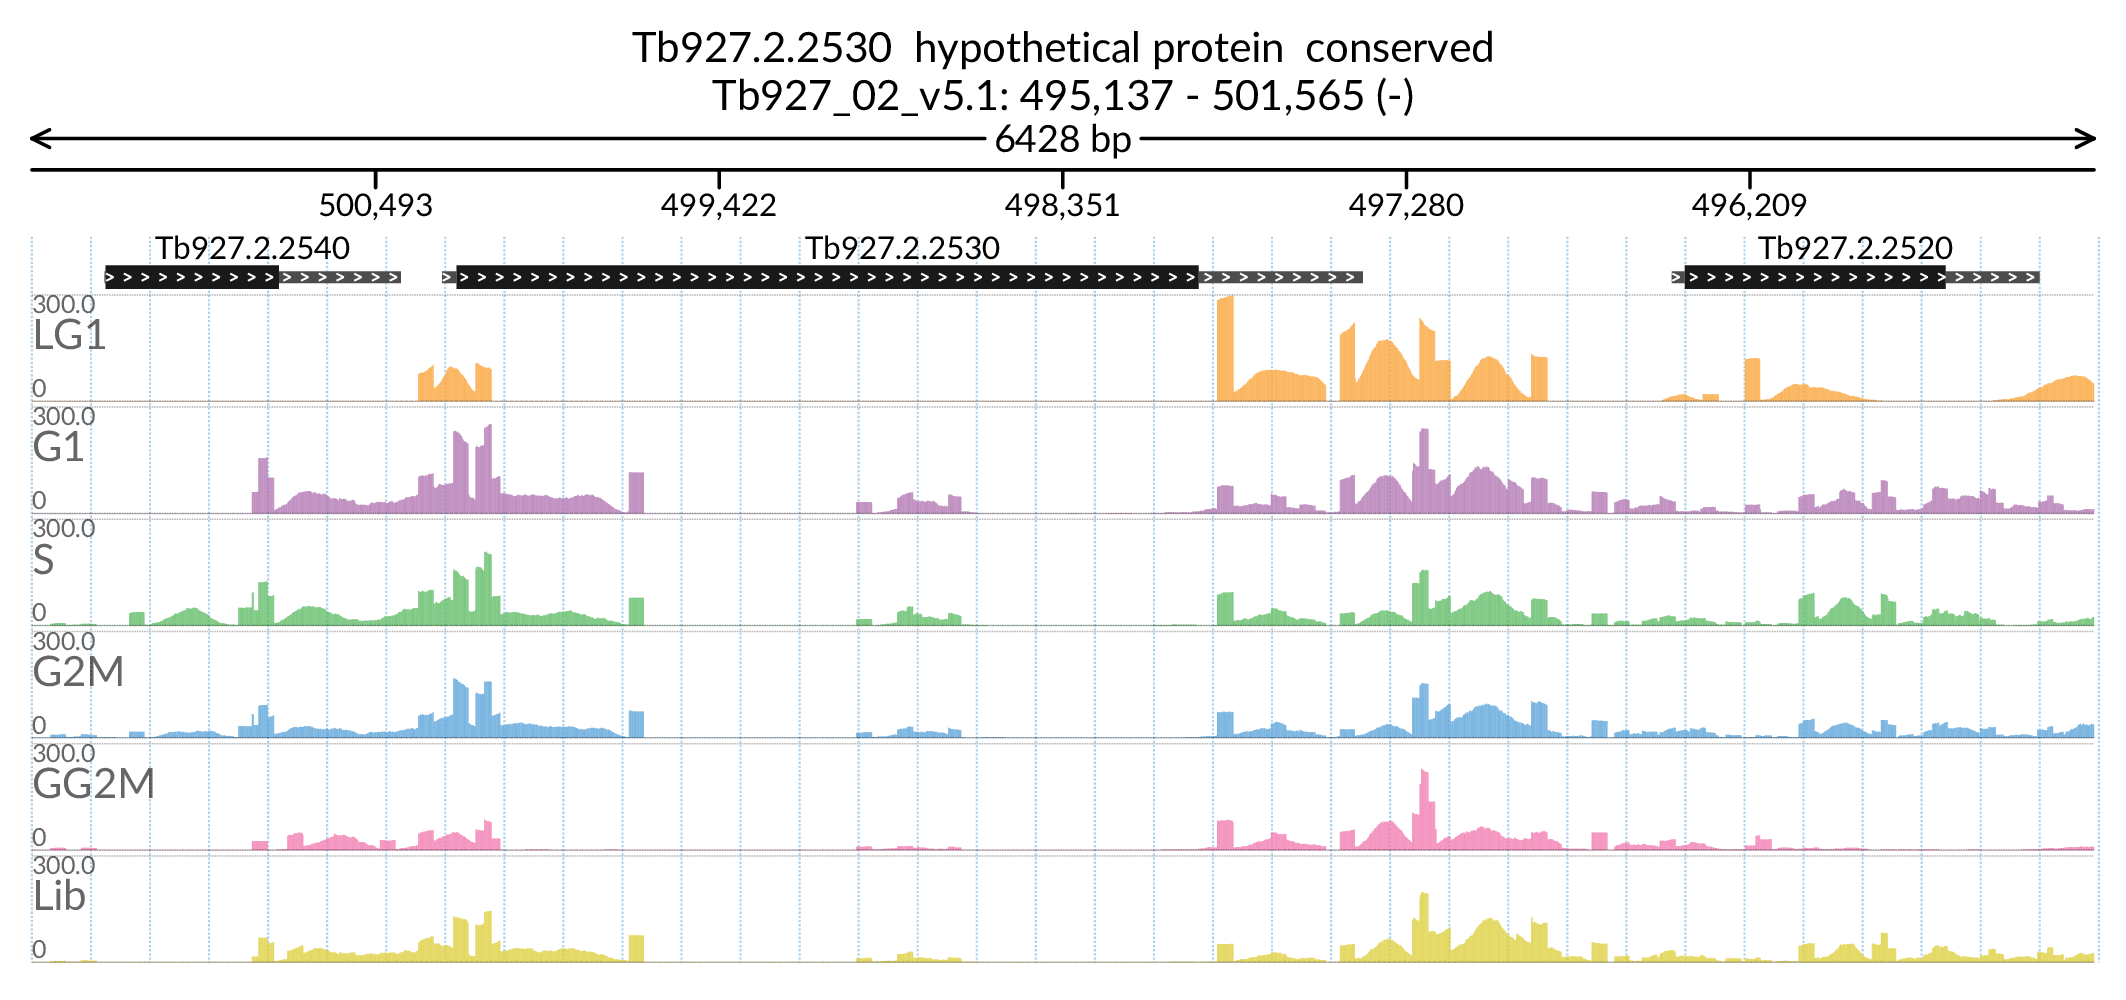 Tb927.2.2530 hypothetical protein conserved
Tb927_02_v5.1: 495,137 - 501,565 (-)
6428 bp
500,493 499,422 498,351 497,280 496,209
Tb927.2.2540 Tb927.2.2530 Tb927.2.2520
300.0
LG1
0
300.0
G1
0
300.0
S
0
300.0
G2M
0
300.0
GG2M
0
300.0
Lib
0